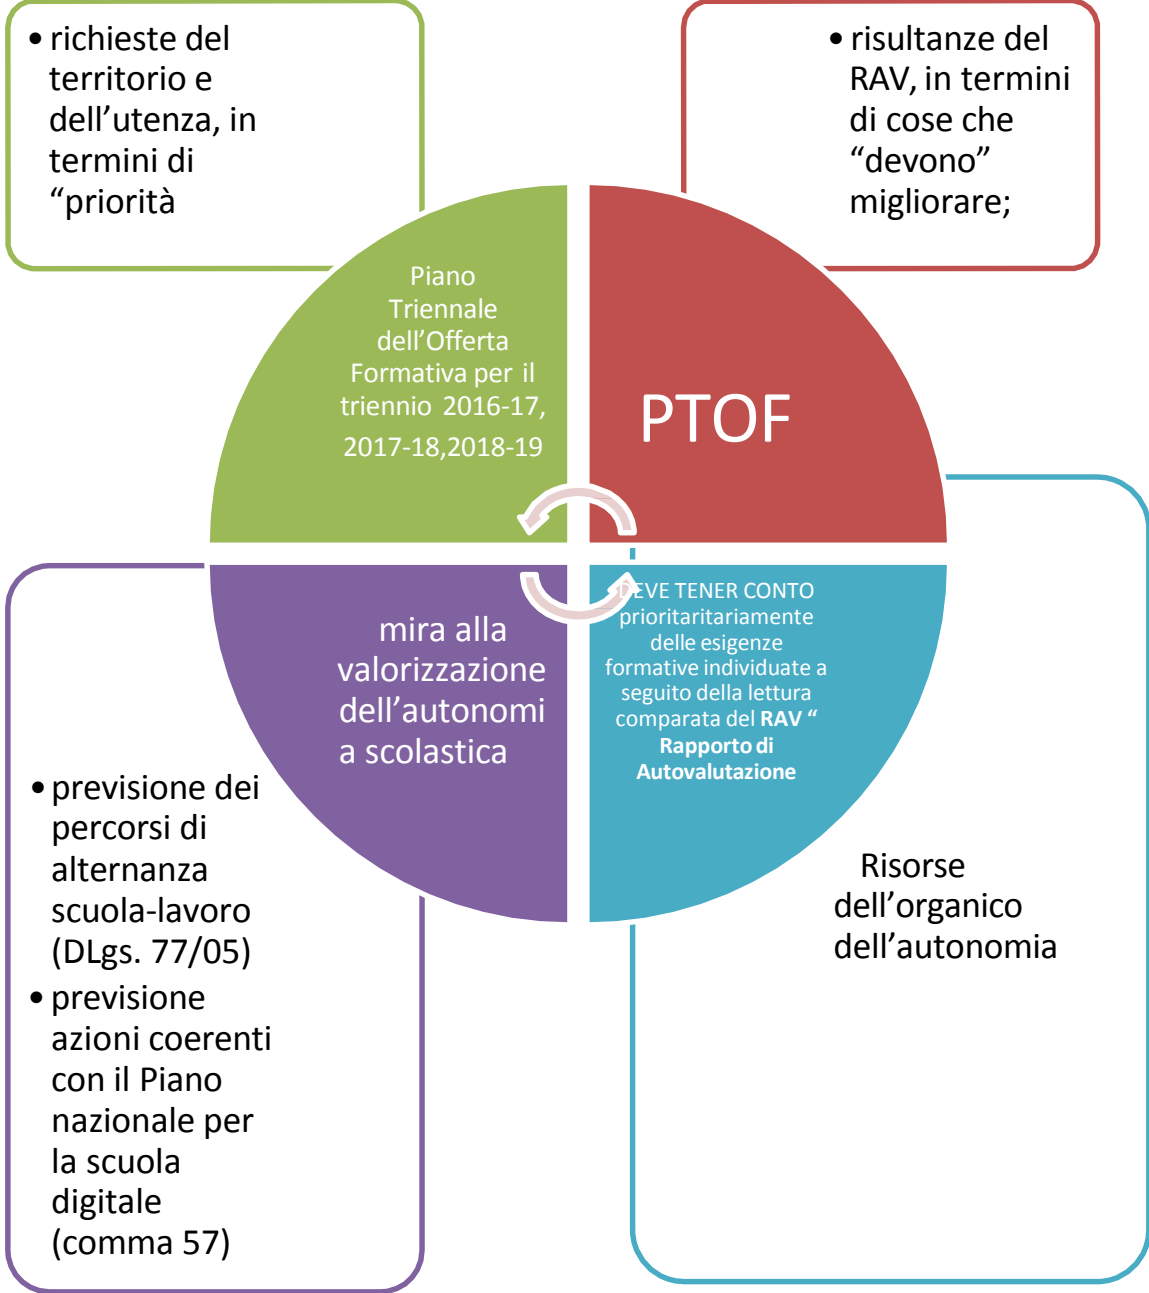 • richieste del
territorio e
dell’utenza, in
termini di
“priorità
• risultanze del
RAV, in termini
di cose che
“devono”
migliorare;
Piano
Triennale
dell’Offerta
Formativa per il
triennio 2016-17,
2017-18,2018-19
PTOF
mira alla
valorizzazione
dell’autonomi
a scolastica
DEVE TENER CONTO
prioritaritariamente
delle esigenze
formative individuate a
seguito della lettura
comparata del RAV “
Rapporto di
Autovalutazione
• previsione dei
percorsi di
alternanza
scuola-lavoro
(DLgs. 77/05)
• previsione
azioni coerenti
con il Piano
nazionale per
la scuola
digitale
(comma 57)
Risorse
dell’organico
dell’autonomia